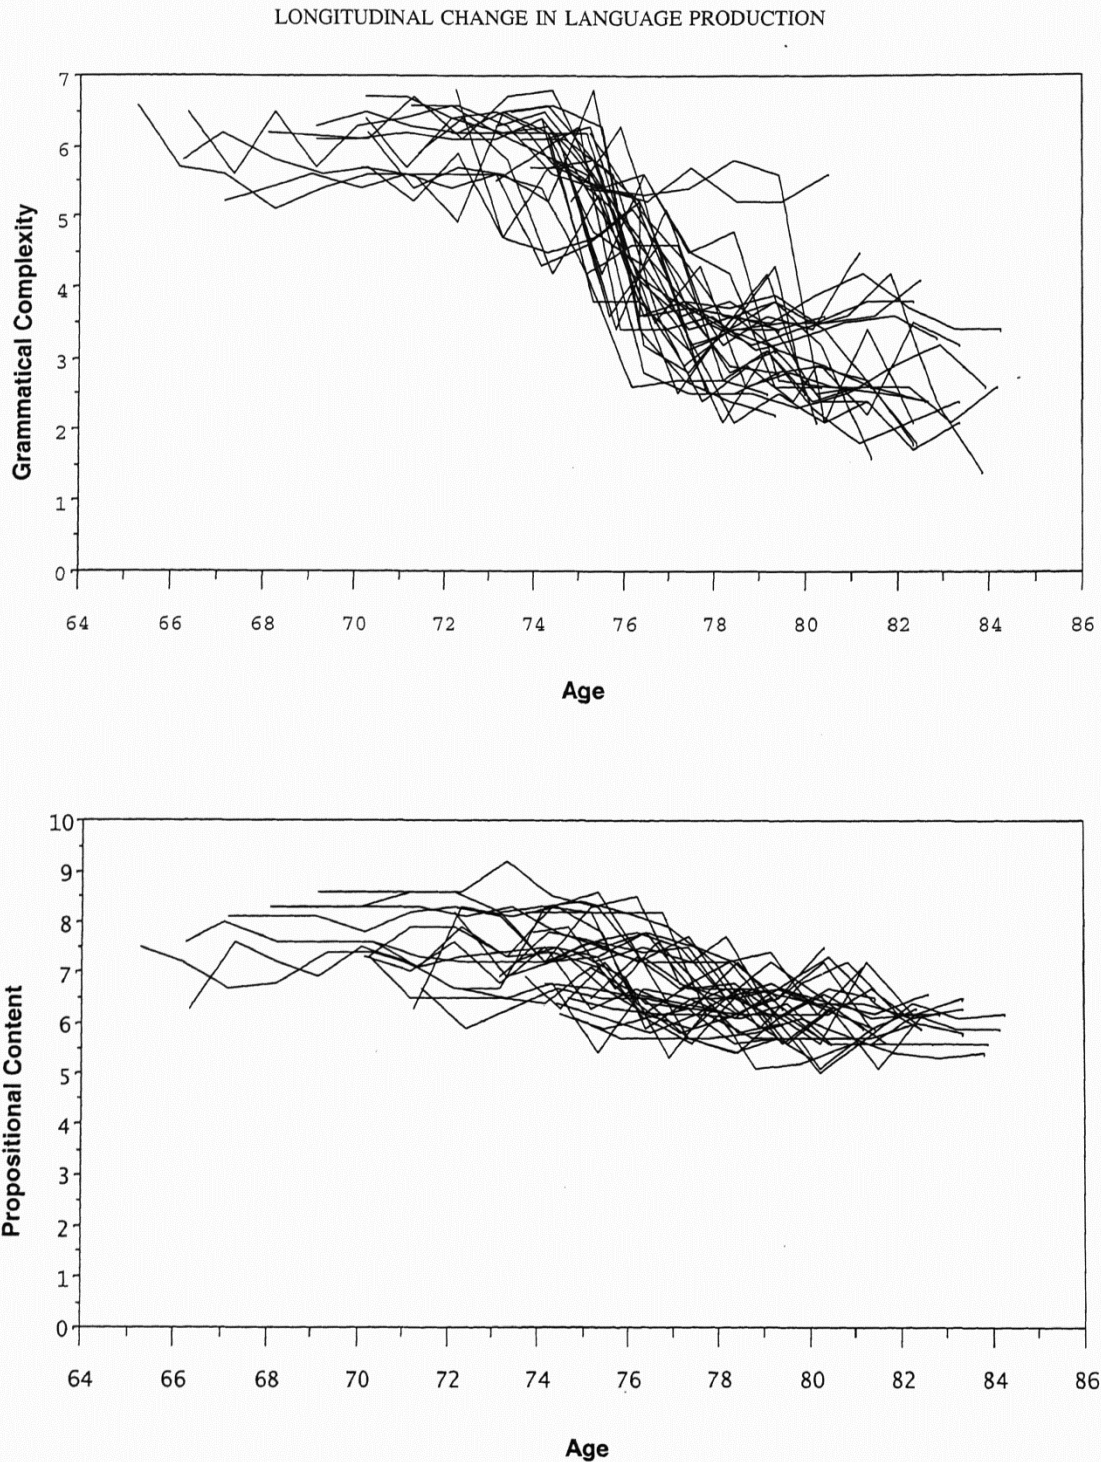 LONGITUDINAL CHANGE IN LANGUAGE PRODUCTION
7
6
5
4
3
2
1
0
Grammatical Complexity
64 66 68 70 72 74 76 78 80 82 84 86
Age
10
9
8
7
6
5
4
3
2
1
0
Propositional Content
64 66 68 70 72 74 76 78 80 82 84 86
Age